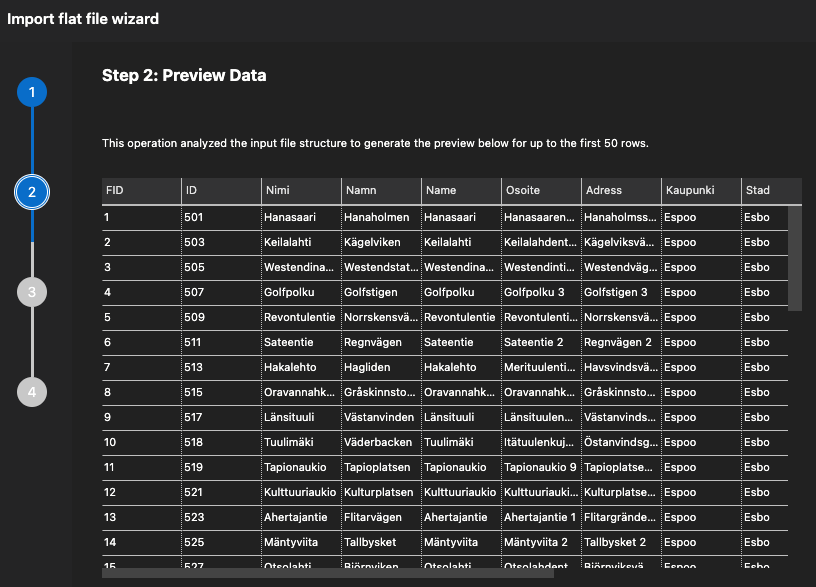 Import flat file wizard
Step 2: Preview Data
1
This operation analyzed the input file structure to generate the preview below for up to the first 50 rows.
2
3
4
FID ID Nimi Namn Name Osoite Adress Kaupunki Stad
1 501 Hanasaari Hanaholmen Hanasaari Hanasaaren... Hanaholmss... Espoo Esbo
2 503 Keilalahti Kägelviken Keilalahti Keilalahdent... Kägelviksvä... Espoo Esbo
3 505 Westendina... Westendstat... Westendina... Westendinti... Westendväg... Espoo Esbo
4 507 Golfpolku Golfstigen Golfpolku Golfpolku 3 Golfstigen 3 Espoo Esbo
5 509 Revontulentie Norrskensvä... Revontulentie Revontulenti... Norrskensvä... Espoo Esbo
6 511 Sateentie Regnvägen Sateentie Sateentie 2 Regnvägen 2 Espoo Esbo
7 513 Hakalehto Hagliden Hakalehto Merituulenti... Havsvindsvä... Espoo Esbo
8 515 Oravannahk... Gråskinnsto... Oravannahk... Oravannahk... Gråskinnsto... Espoo Esbo
9 517 Länsituuli Västanvinden Länsituuli Länsituulen... Västanvinds... Espoo Esbo
10 518 Tuulimäki Väderbacken Tuulimäki Itätuulenkuj... Östanvindsg... Espoo Esbo
11 519 Tapionaukio Tapioplatsen Tapionaukio Tapionaukio 9 Tapioplatse... Espoo Esbo
12 521 Kulttuuriaukio Kulturplatsen Kulttuuriaukio Kulttuuriauki... Kulturplatse... Espoo Esbo
13 523 Ahertajantie Flitarvägen Ahertajantie Ahertajantie 1 Flitargrände... Espoo Esbo
14 525 Mäntyviita Tallbysket Mäntyviita Mäntyviita 2 Tallbysket 2 Espoo Esbo
15 527 Otsolahti Björnviken Otsolahti Otsolahdent... Björnviksvä... Espoo Esbo